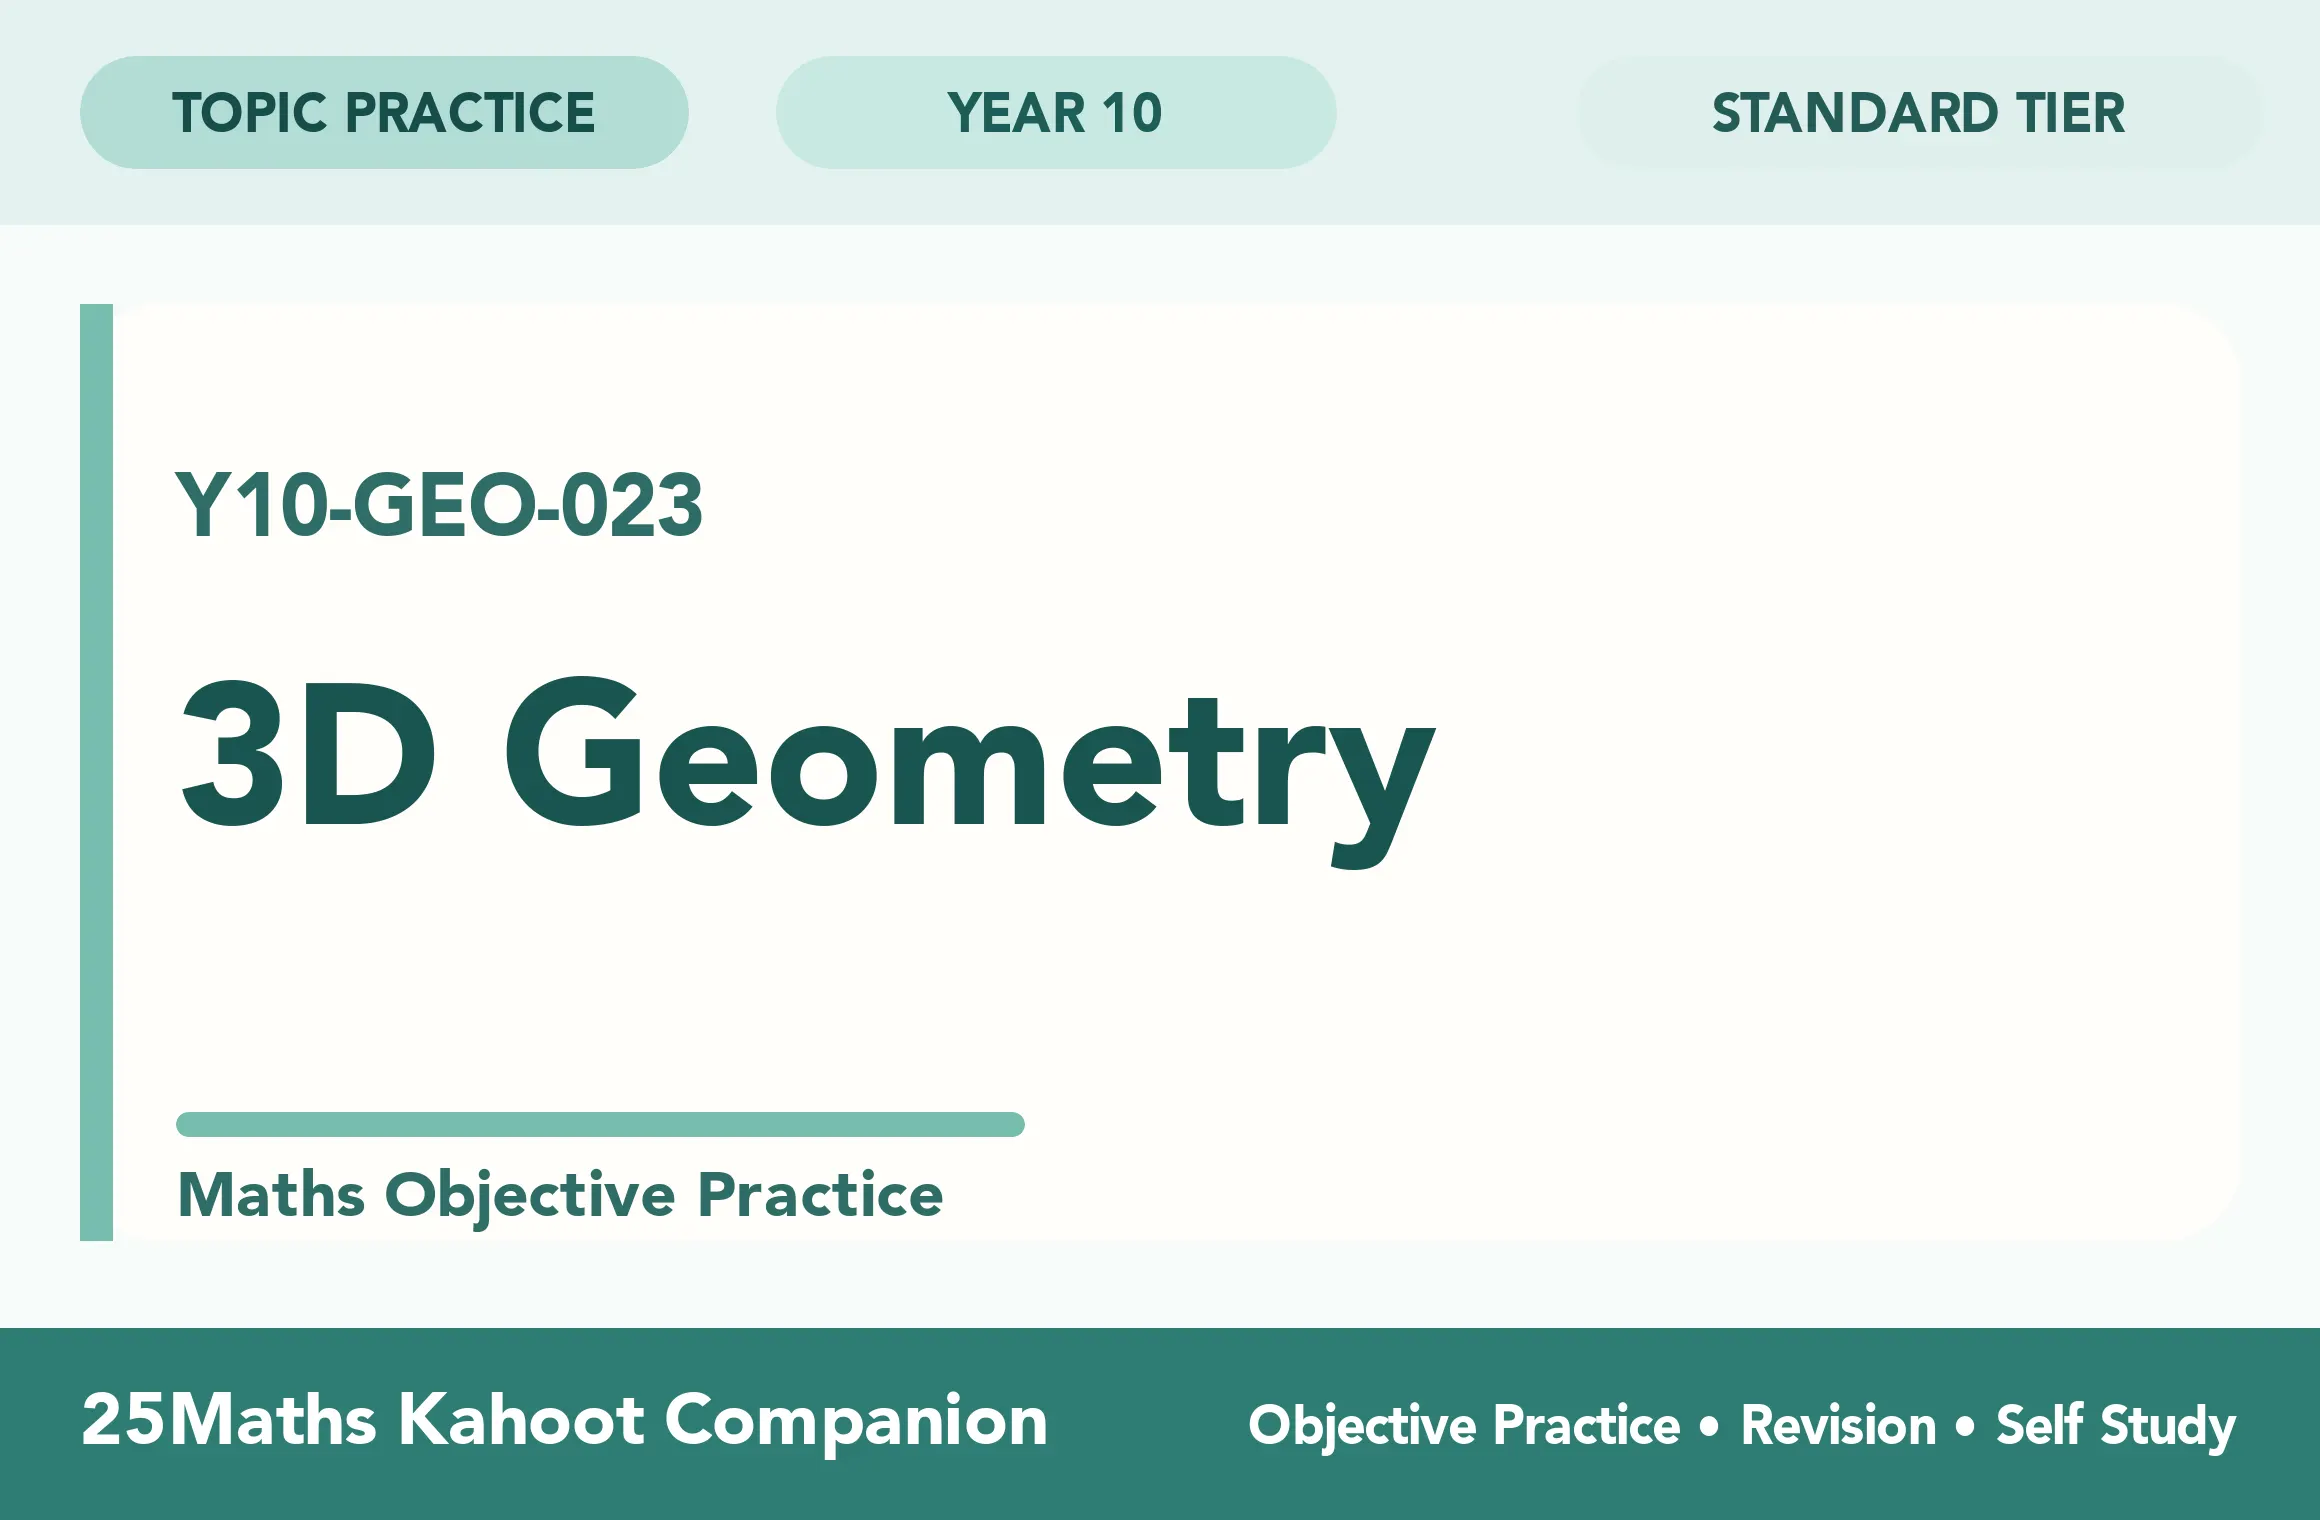 TOPIC PRACTICE
YEAR 10
STANDARD TIER
Y10-GEO-023
3D Geometry
Maths Objective Practice
25Maths Kahoot Companion
Objective Practice • Revision • Self Study